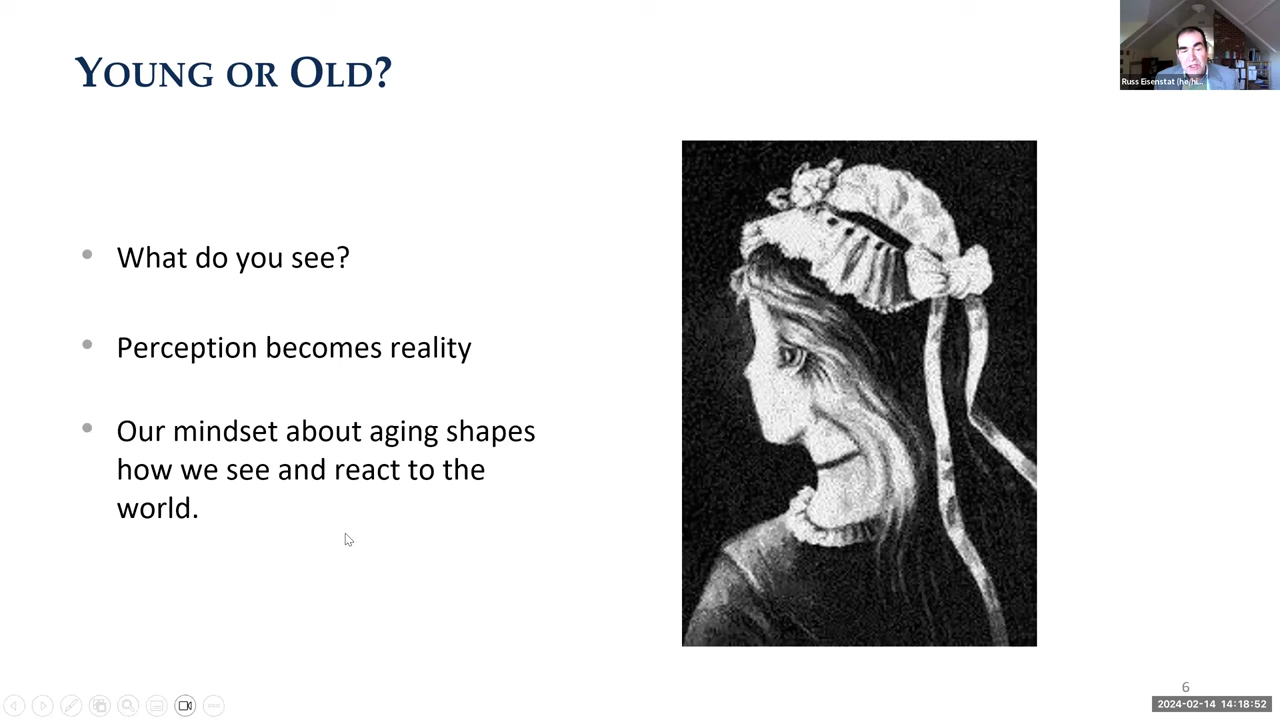 YOUNG OR OLD?
Russ Eisenstat (he/hi...
What do you see?
Perception becomes reality
Our mindset about aging shapes
how we see and react to the
world.
6
2024-02-14 14:18:52